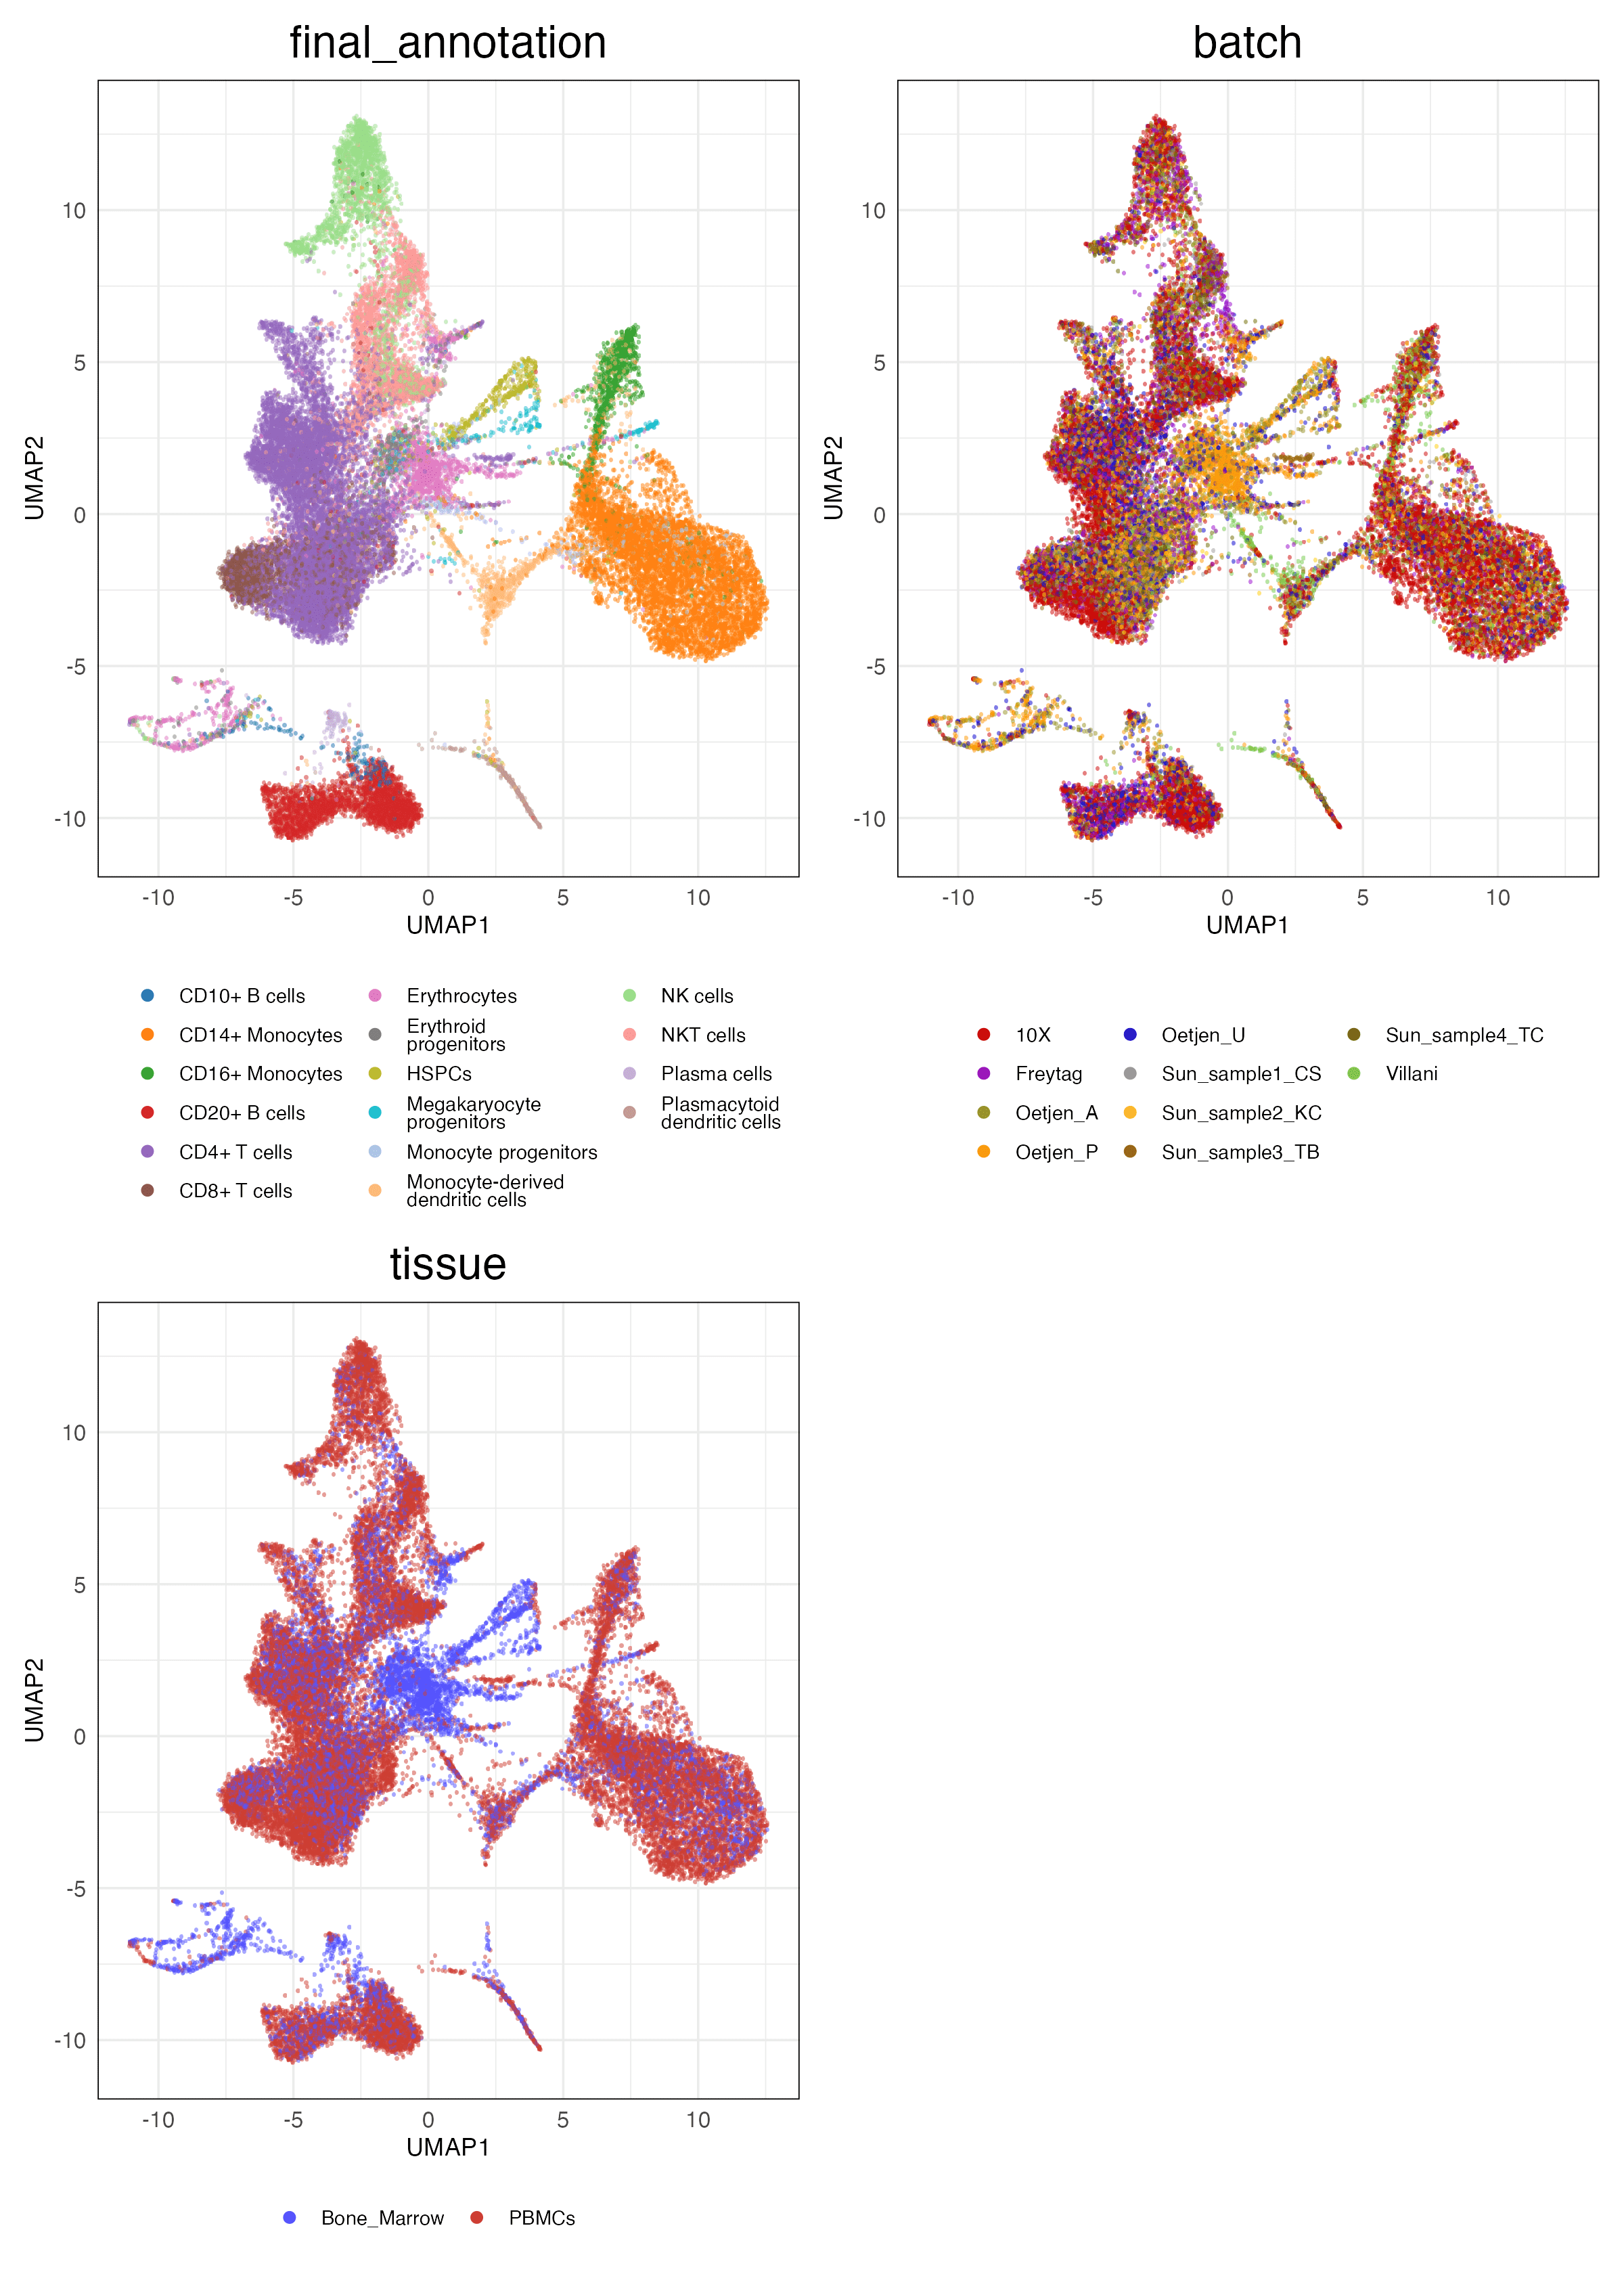 final_annotation
UMAP2
10
5
0
-5
-10
-10
-5
0
5
10
UMAP1
CD10+ B cells
CD14+ Monocytes
CD16+ Monocytes
CD20+ B cells
CD4+ T cells
CD8+ T cells
Erythrocytes
Erythroid
progenitors
HSPCs
Megakaryocyte
progenitors
Monocyte progenitors
Monocyte-derived
dendritic cells
NK cells
NKT cells
Plasma cells
Plasmacytoid
dendritic cells
batch
UMAP2
10
5
0
-5
-10
-10
-5
0
5
10
UMAP1
10X
Freytag
Oetjen_A
Oetjen_P
Oetjen_U
Sun_sample1_CS
Sun_sample2_KC
Sun_sample3_TB
Sun_sample4_TC
Villani
tissue
UMAP2
10
5
0
-5
-10
-10
-5
0
5
10
UMAP1
Bone_Marrow
PBMCs